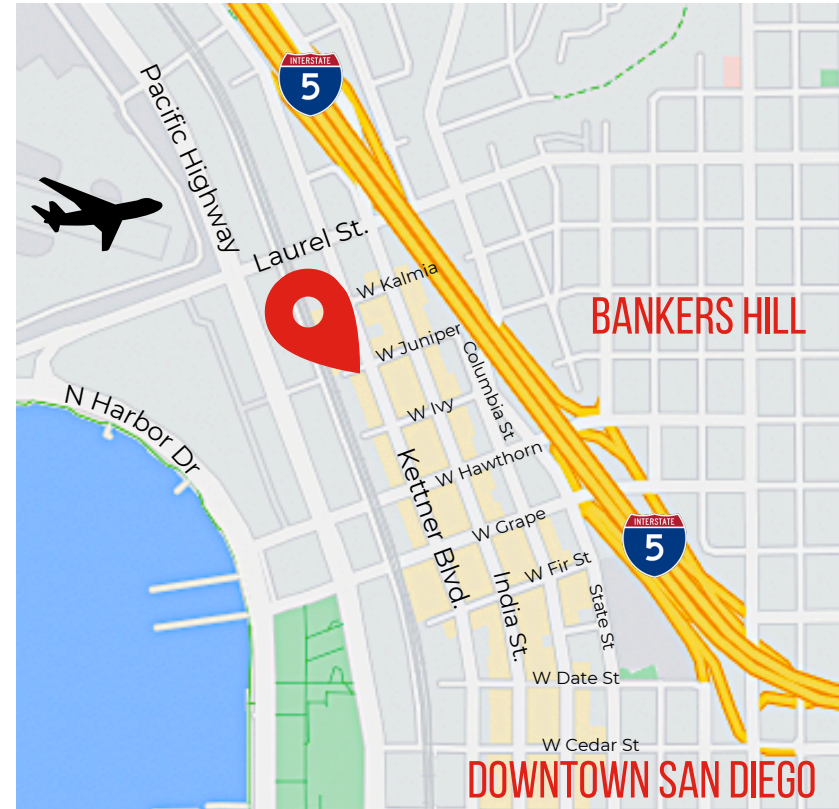 INTERSTATE
5
Pacific Highway
Laurel St.
W Kalmia
BANKERS HILL
W Juniper
Columbia St
N Harbor Dr
W Ivy
W Hawthorn
Kettner Blvd.
W Grape
INTERSTATE
5
W Fir St
India St.
State St
W Date St
W Cedar St
DOWNTOWN SAN DIEGO